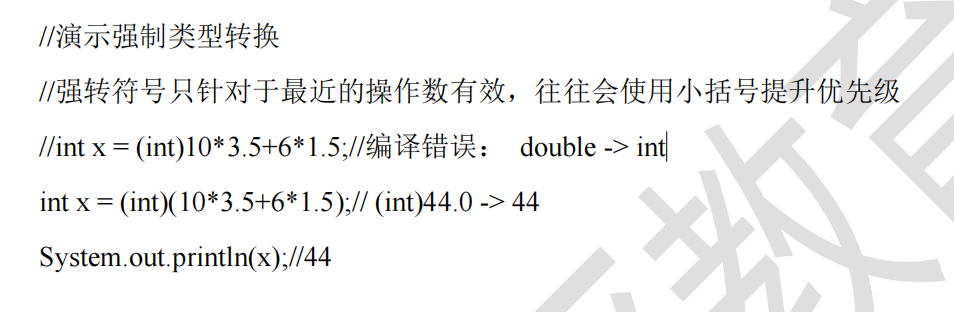 //演示强制类型转换
//强转符号只针对于最近的操作数有效，往往会使用小括号提升优先级
//int x = (int)10*3.5+6*1.5;//编译错误： double -> int
int x = (int)(10*3.5+6*1.5);// (int)44.0 -> 44
System.out.println(x);//44
教育